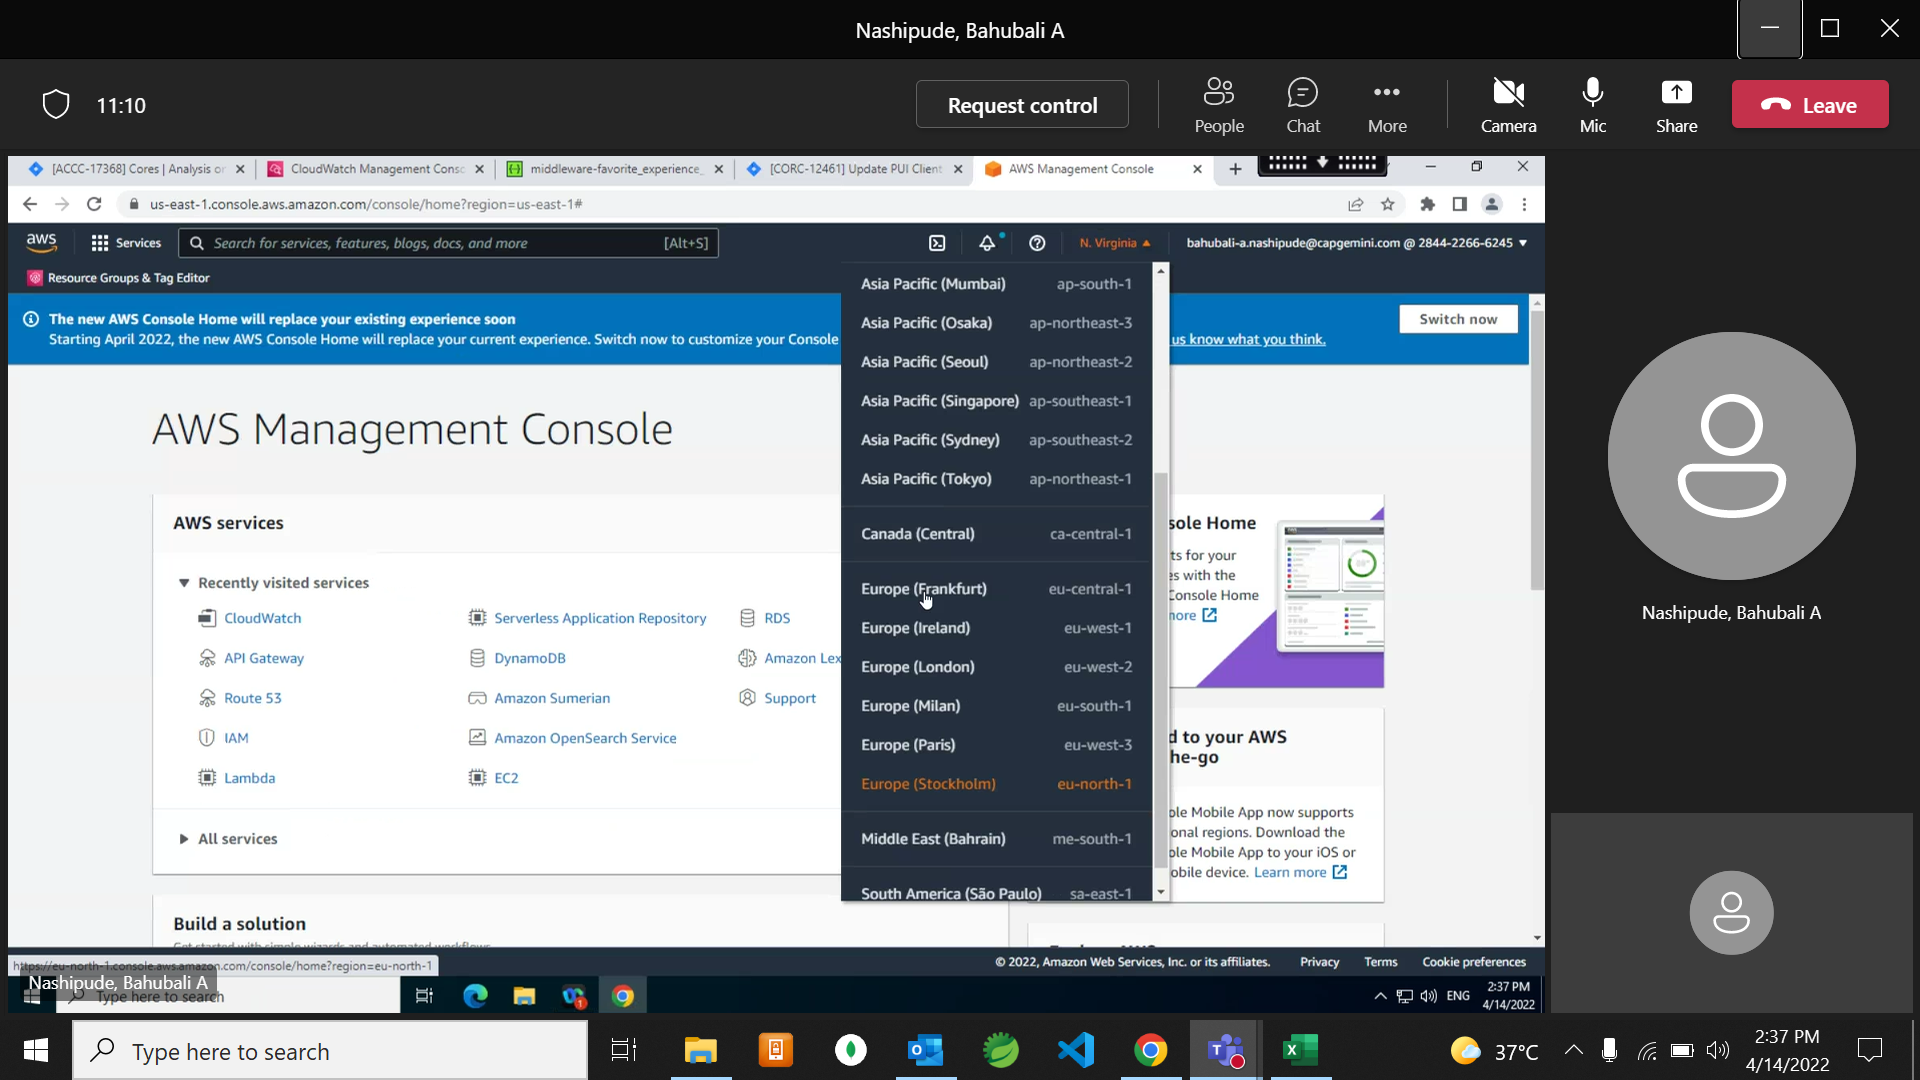 Nashipude, Bahubali A
11:10
Request control
People
Chat
More
Camera
Mic
Share
Leave
[ACCC-17368] Cores | Analysis or
CloudWatch Management Consc
middleware-favorite_experience_
[CORC-12461] Update PUI Client
AWS Management Console
us-east-1.console.aws.amazon.com/console/home?region=us-east-1#
aws
Services
Search for services, features, blogs, docs, and more
[Alt+S]
N. Virginia
bahubali-a.nashipude@capgemini.com @ 2844-2266-6245
Resource Groups & Tag Editor
The new AWS Console Home will replace your existing experience soon
Starting April 2022, the new AWS Console Home will replace your current experience. Switch now to customize your Console
us know what you think.
Switch now
Asia Pacific (Mumbai) ap-south-1
Asia Pacific (Osaka) ap-northeast-3
Asia Pacific (Seoul) ap-northeast-2
Asia Pacific (Singapore) ap-southeast-1
Asia Pacific (Sydney) ap-southeast-2
Asia Pacific (Tokyo) ap-northeast-1
Canada (Central) ca-central-1
Europe (Frankfurt) eu-central-1
Europe (Ireland) eu-west-1
Europe (London) eu-west-2
Europe (Milan) eu-south-1
Europe (Paris) eu-west-3
Europe (Stockholm) eu-north-1
Middle East (Bahrain) me-south-1
South America (São Paulo) sa-east-1
AWS Management Console
AWS services
Recently visited services
CloudWatch
API Gateway
Route 53
IAM
Lambda
Serverless Application Repository
DynamoDB
Amazon Sumerian
Amazon OpenSearch Service
EC2
RDS
Amazon Lex
Support
All services
Build a solution
Get started with simple wizards and automated workflows.
sole Home
ts for your
es with the
Console Home
more
d to your AWS
he-go
ole Mobile App now supports
onal regions. Download the
ole Mobile App to your iOS or
obile device. Learn more
https://eu-north-1.console.aws.amazon.com/console/home?region=eu-north-1
© 2022, Amazon Web Services, Inc. or its affiliates.
Privacy
Terms
Cookie preferences
Nashipude, Bahubali A
Type here to search
1
ENG
2:37 PM
4/14/2022
Nashipude, Bahubali A
Type here to search
37°C
2:37 PM
4/14/2022